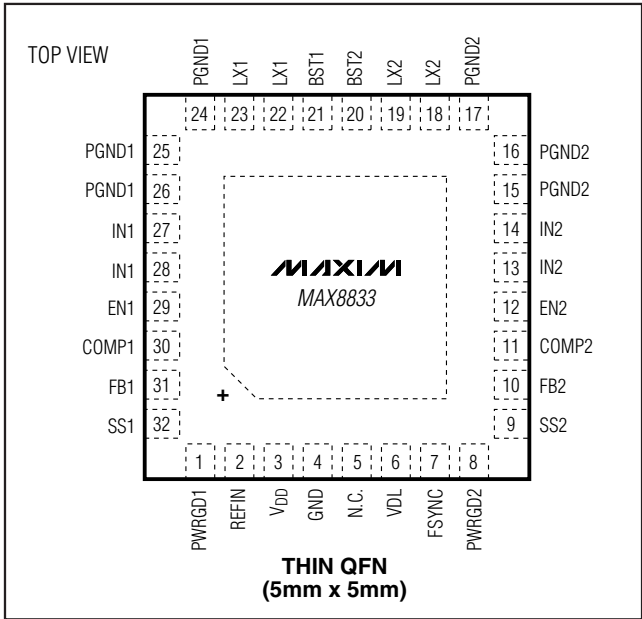 TOP VIEW
PGND1 LX1 LX1 BST1 BST2 LX2 LX2 PGND2
24 23 22 21 20 19 18 17
PGND1 25
PGND1 26
IN1 27
IN1 28
EN1 29
COMP1 30
FB1 31
SS1 32
MAXIM
MAX8833
+
16 PGND2
15 PGND2
14 IN2
13 IN2
12 EN2
11 COMP2
10 FB2
9 SS2
1 2 3 4 5 6 7 8
PWRGD1 REFIN VDD GND N.C. VDL FSYNC PWRGD2
THIN QFN
(5mm x 5mm)